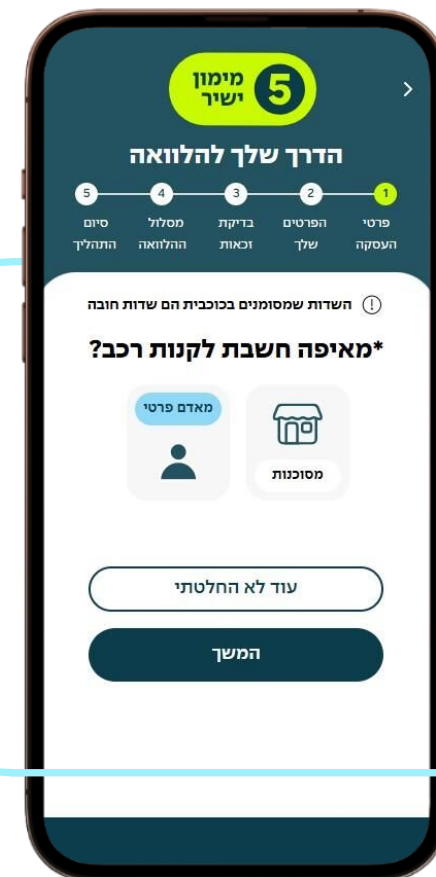 מימון
ישיר 5
הדרך שלך להלוואה
1 2 3 4 5
פרטי העסקה
הפרטים שלך
בדיקת זכאות
מסלול ההלוואה
סיום התהליך
השדות שמסומנים בכוכבית הם שדות חובה
*מאיפה חשבת לקנות רכב?
מסוכנות
מאדם פרטי
עוד לא החלטתי
המשך